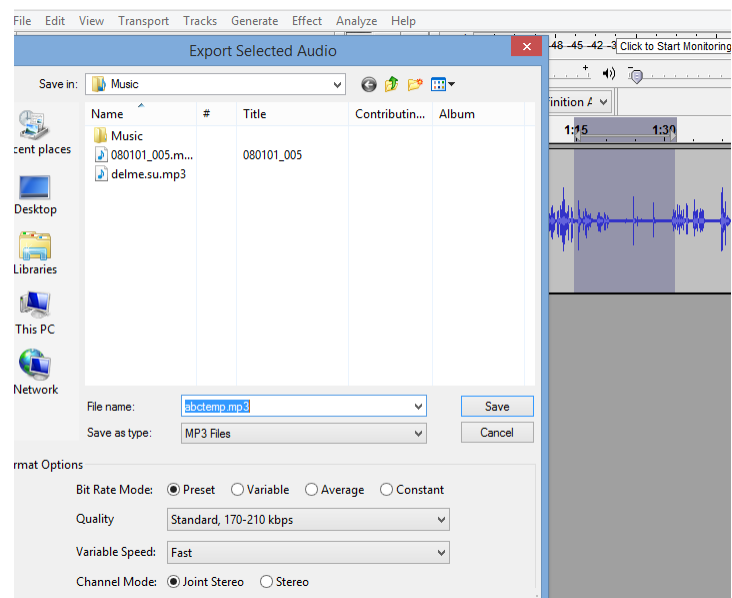 File Edit View Transport Tracks Generate Effect Analyze Help
Export Selected Audio
-48 -45 -42 -3 Click to Start Monitoring
Save in: Music
inition A
Name # Title Contributin... Album
1:15 1:30
Music
cent places
080101_005.m... 080101_005
delme.su.mp3
Desktop
Libraries
This PC
Network
File name: abctemp.mp3 Save
Save as type: MP3 Files Cancel
rmat Options
Bit Rate Mode: Preset Variable Average Constant
Quality Standard, 170-210 kbps
Variable Speed: Fast
Channel Mode: Joint Stereo Stereo